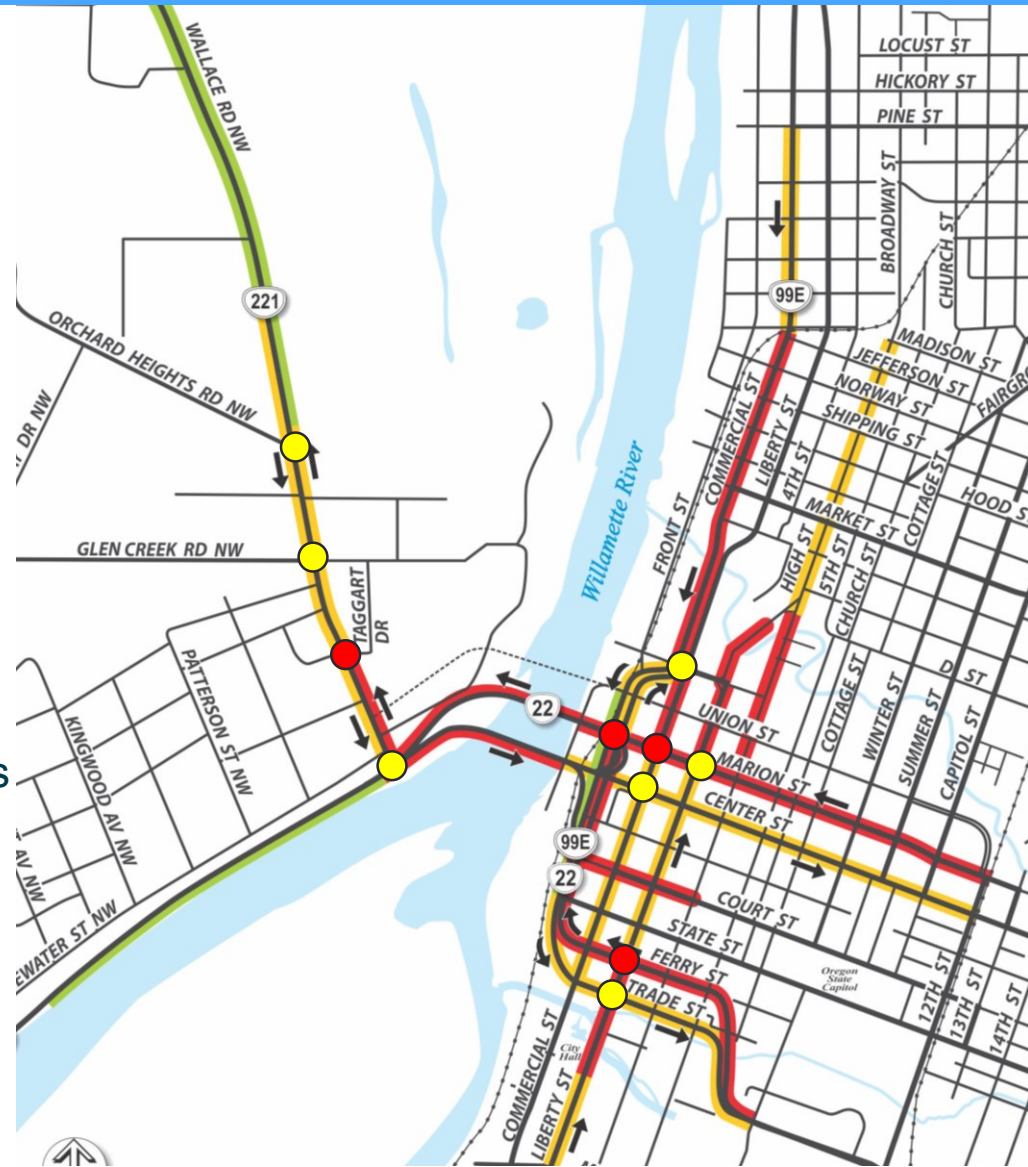 WALLACE RD NW
LOCUST ST
HICKORY ST
PINE ST
BROADWAY ST
CHURCH ST
221
99E
ORCHARD HEIGHTS RD NW
DR NW
MADISON ST
JEFFERSON ST
NORWAY ST
SHIPPING ST
COMMERCIAL ST
LIBERTY ST
4TH ST
COTTAGE ST
HOOD
Willamette River
FRONT ST
MARKET ST
GLEN CREEK RD NW
HIGH ST
5TH ST
CHURCH ST
TAGGART
DR
PATTERSON ST NW
D ST
22
UNION ST
COTTAGE ST
WINTER ST
SUMMER ST
CAPITOL ST
KINGWOOD AV NW
S
MARION ST
CENTER ST
99E
AV NW
22
COURT ST
STATE ST
FERRY ST
Oregon
State
Capitol
TRADE ST
12TH ST
13TH ST
14TH ST
City
Hall
COMMERCIAL ST
LIBERTY ST